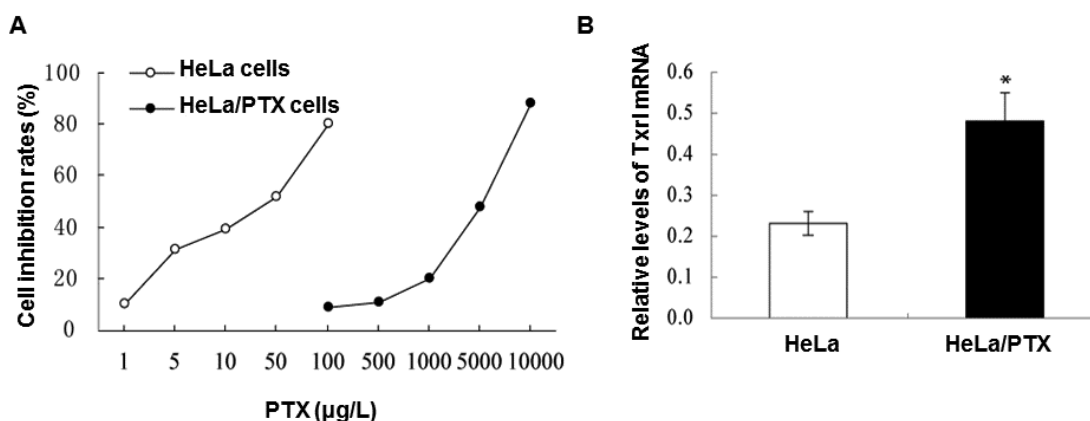 A
Cell inhibition rates (%)
100
80
60
40
20
0
HeLa cells
HeLa/PTX cells
1 5 10 50 100 500 1000 5000 10000
PTX (µg/L)
B
Relative levels of TxrI mRNA
0.6
0.5
0.4
0.3
0.2
0.1
0.0
*
HeLa HeLa/PTX